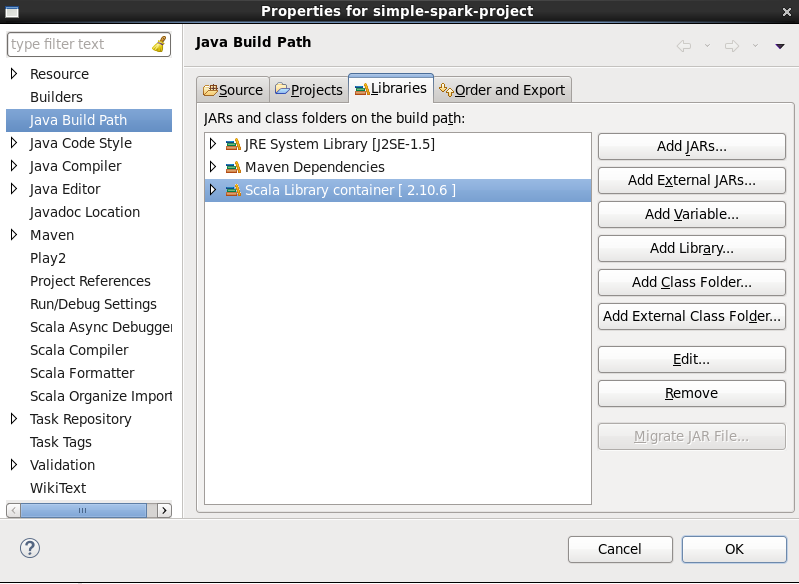 Properties for simple-spark-project
type filter text
Java Build Path
Resource
Builders
Java Build Path
Java Code Style
Java Compiler
Java Editor
Javadoc Location
Maven
Play2
Project References
Run/Debug Settings
Scala Async Debugger
Scala Compiler
Scala Formatter
Scala Organize Import
Task Repository
Task Tags
Validation
WikiText
Source
Projects
Libraries
Order and Export
JARs and class folders on the build path:
JRE System Library [J2SE-1.5]
Maven Dependencies
Scala Library container [ 2.10.6 ]
Add JARs...
Add External JARs...
Add Variable...
Add Library...
Add Class Folder...
Add External Class Folder...
Edit...
Remove
Migrate JAR File...
?
Cancel
OK